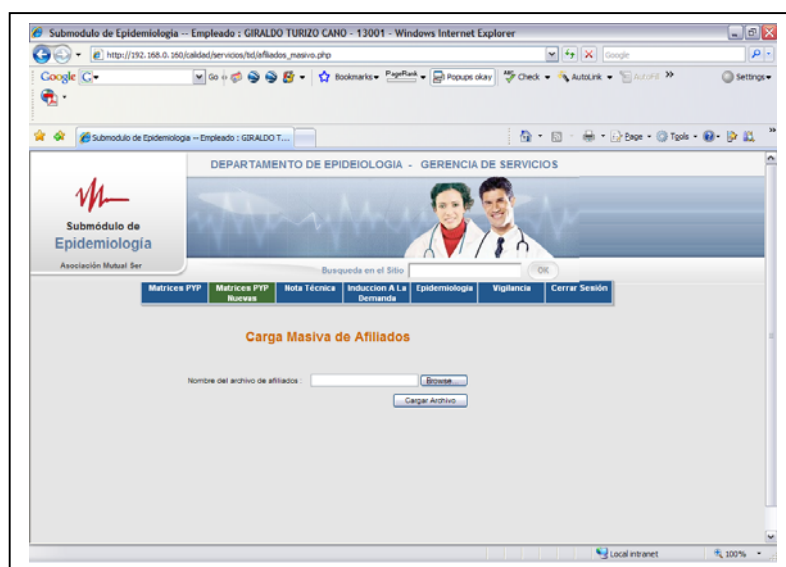 Submodulo de Epidemiologia -- Empleado : GIRALDO TURIZO CANO - 13001 - Windows Internet Explorer
http://192.168.0.160/calidad/servicios/tid/afiliados_masivo.php
Google
Google G Go Bookmarks PageRank Popups okay Check AutoLink AutoFill » Settings
Submodulo de Epidemiologia -- Empleado : GIRALDO T... Page Tools »
DEPARTAMENTO DE EPIDEIOLOGIA - GERENCIA DE SERVICIOS
Submódulo de
Epidemiología
Asociación Mutual Ser
Busqueda en el Sitio OK
Matrices PYP Matrices PYP Nuevas Nota Técnica Induccion A La Demanda Epidemiologia Vigilancia Cerrar Sesión
Carga Masiva de Afiliados
Nombre del archivo de afiliados : Browse...
Cargar Archivo
Local intranet 100%